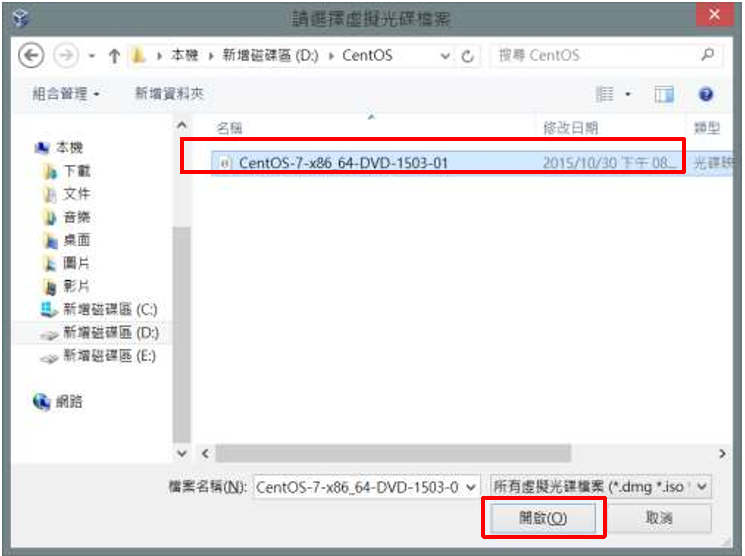 請選擇虛擬光碟檔案
本機 新增磁碟區 (D:) CentOS 搜尋 CentOS
組合管理 新增資料夾
名稱 修改日期 類型
CentOS-7-x86_64-DVD-1503-01 2015/10/30 下午 08... 光碟映
本機
下載
文件
音樂
桌面
圖片
影片
新增磁碟區 (C:)
新增磁碟區 (D:)
新增磁碟區 (E:)
網路
檔案名稱(N): CentOS-7-x86_64-DVD-1503-0 所有虛擬光碟檔案 (*.dmg *.iso
開啟(O) 取消